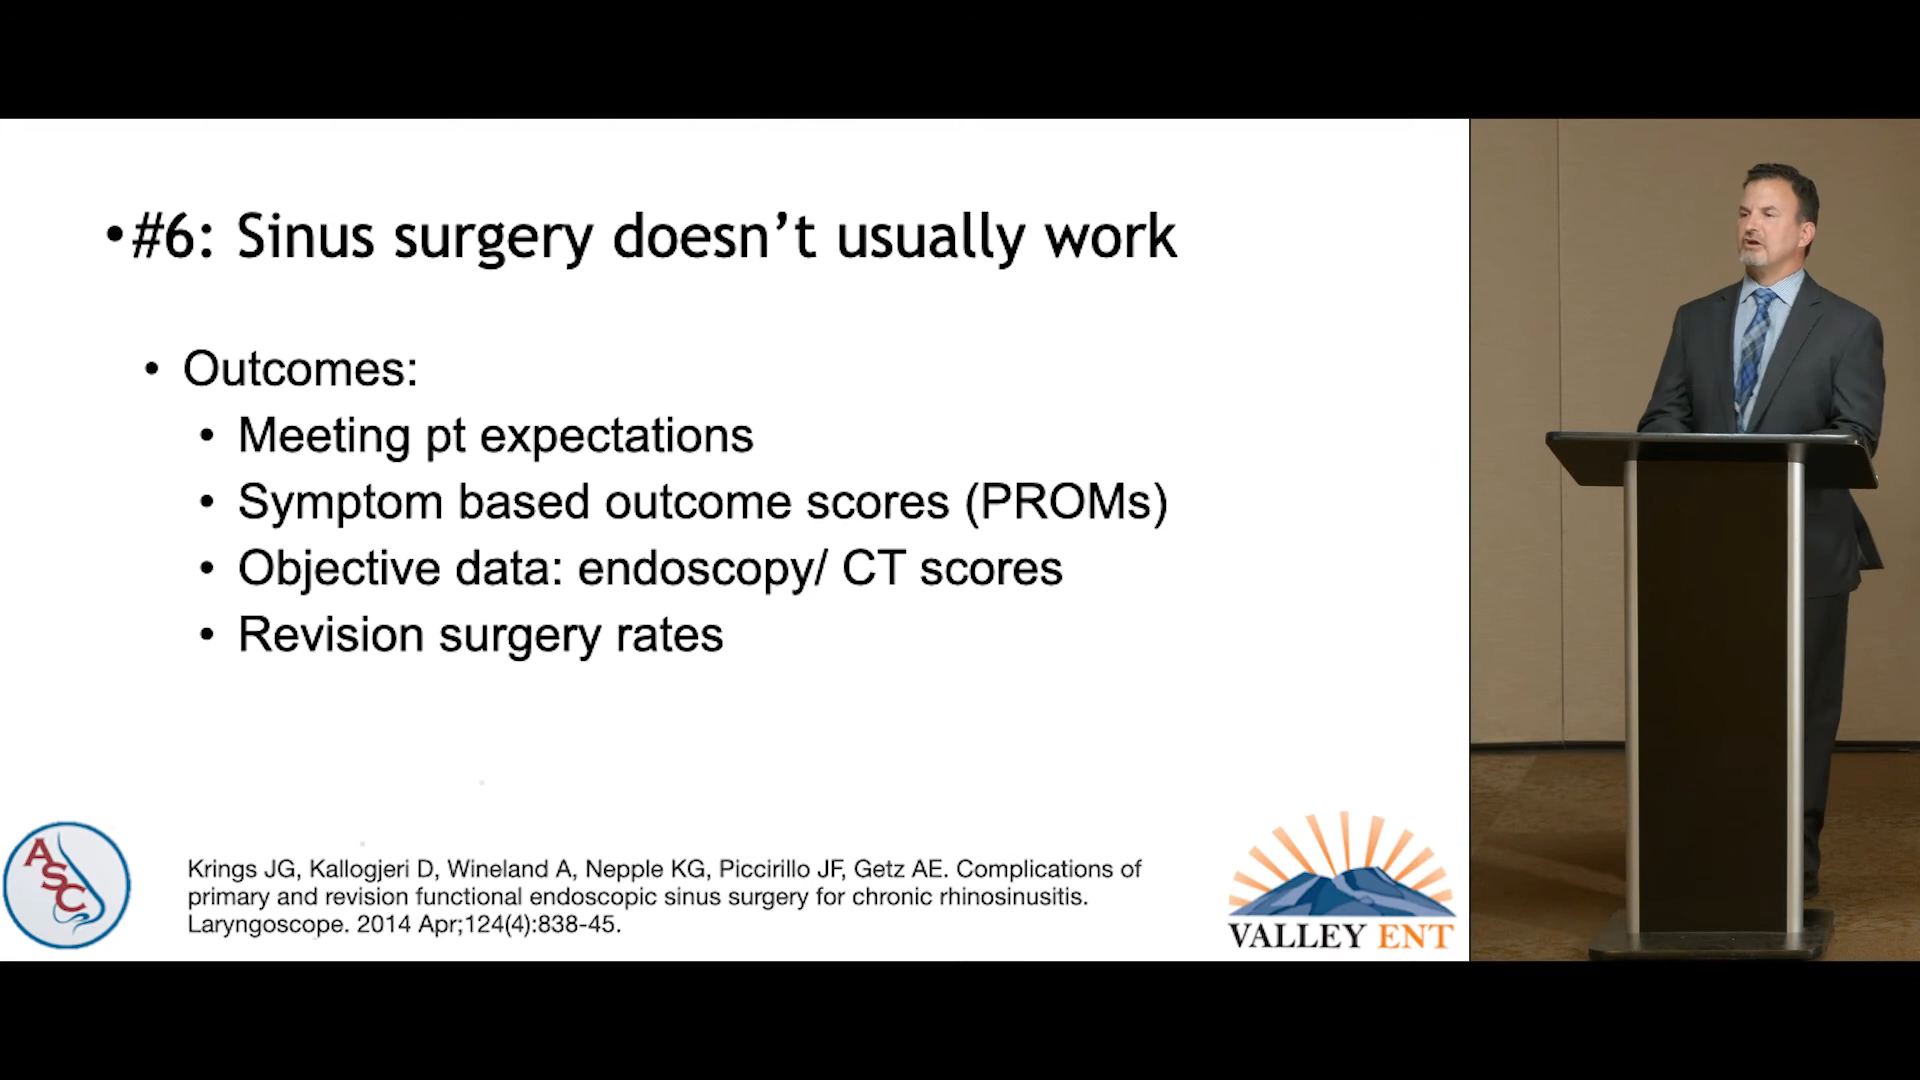 •#6: Sinus surgery doesn't usually work
• Outcomes:
• Meeting pt expectations
• Symptom based outcome scores (PROMs)
• Objective data: endoscopy/ CT scores
• Revision surgery rates
ASC
Krings JG, Kallogjeri D, Wineland A, Nepple KG, Piccirillo JF, Getz AE. Complications of
primary and revision functional endoscopic sinus surgery for chronic rhinosinusitis.
Laryngoscope. 2014 Apr;124(4):838-45.
VALLEY ENT